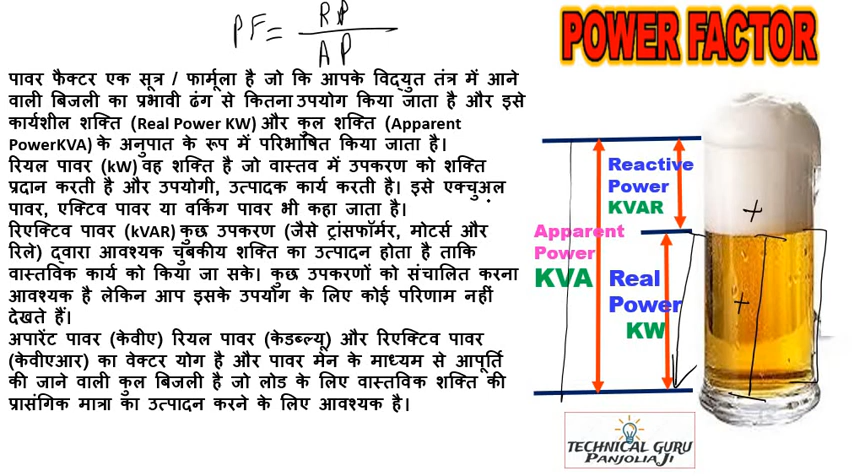 PF = RP / AP
POWER FACTOR
पावर फैक्टर एक सूत्र / फार्मूला है जो कि आपके विद्युत तंत्र में आने
वाली बिजली का प्रभावी ढंग से कितना उपयोग किया जाता है और इसे
कार्यशील शक्ति (Real Power KW) और कुल शक्ति (Apparent
PowerKVA) के अनुपात के रूप में परिभाषित किया जाता है।
रियल पावर (kW) वह शक्ति है जो वास्तव में उपकरण को शक्ति
प्रदान करती है और उपयोगी, उत्पादक कार्य करती है। इसे एक्चुअल
पावर, एक्टिव पावर या वर्किंग पावर भी कहा जाता है।
रिएक्टिव पावर (kVAR) कुछ उपकरण (जैसे ट्रांसफॉर्मर, मोटर्स और
रिले) द्वारा आवश्यक चुंबकीय शक्ति का उत्पादन होता है ताकि
वास्तविक कार्य को किया जा सके। कुछ उपकरणों को संचालित करना
आवश्यक है लेकिन आप इसके उपयोग के लिए कोई परिणाम नहीं
देखते हैं।
अपारेंट पावर (केवीए) रियल पावर (केडब्ल्यू) और रिएक्टिव पावर
(केवीएआर) का वेक्टर योग है और पावर मेन के माध्यम से आपूर्ति
की जाने वाली कुल बिजली है जो लोड के लिए वास्तविक शक्ति की
प्रासंगिक मात्रा का उत्पादन करने के लिए आवश्यक है।
Reactive
Power
KVAR
Apparent
Power
KVA
Real
Power
KW
+
+
TECHNICAL GURU
PANJOLIA JI